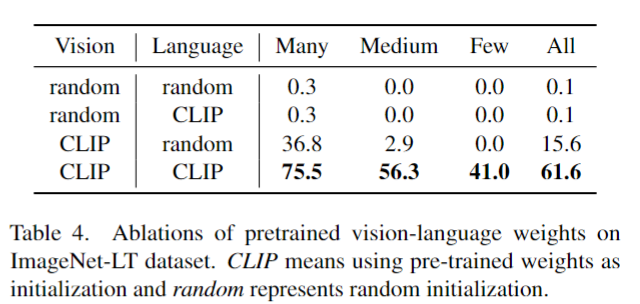 Vision Language Many Medium Few All
random random 0.3 0.0 0.0 0.1
random CLIP 0.3 0.0 0.0 0.1
CLIP random 36.8 2.9 0.0 15.6
CLIP CLIP 75.5 56.3 41.0 61.6
Table 4. Ablations of pretrained vision-language weights on
ImageNet-LT dataset. CLIP means using pre-trained weights as
initialization and random represents random initialization.